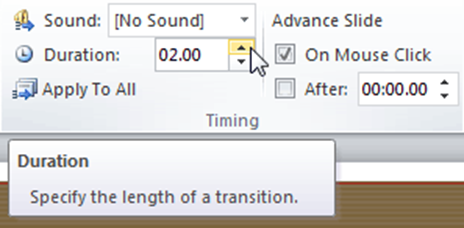 Sound: [No Sound] Advance Slide
Duration: 02.00 On Mouse Click
Apply To All After: 00:00.00
Timing
Duration
Specify the length of a transition.